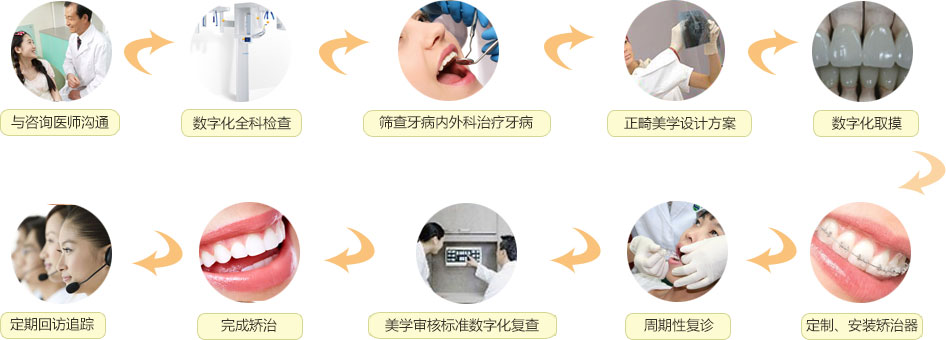 与咨询医师沟通
数字化全科检查
筛查牙病内外科治疗牙病
正畸美学设计方案
数字化取摸
定期回访追踪
完成矫治
美学审核标准数字化复查
周期性复诊
定制、安装矫治器